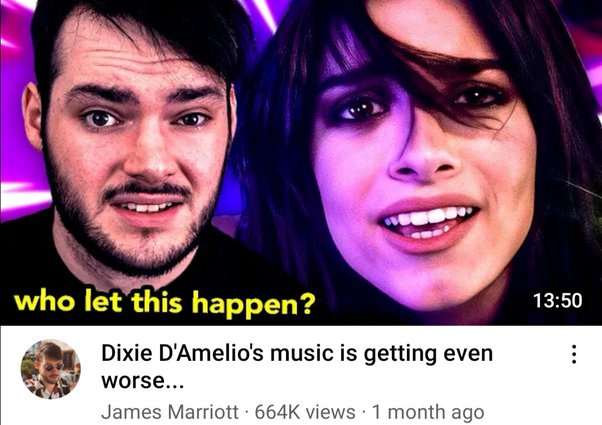 who let this happen?
13:50
Dixie D'Amelio's music is getting even
worse...
James Marriott · 664K views · 1 month ago